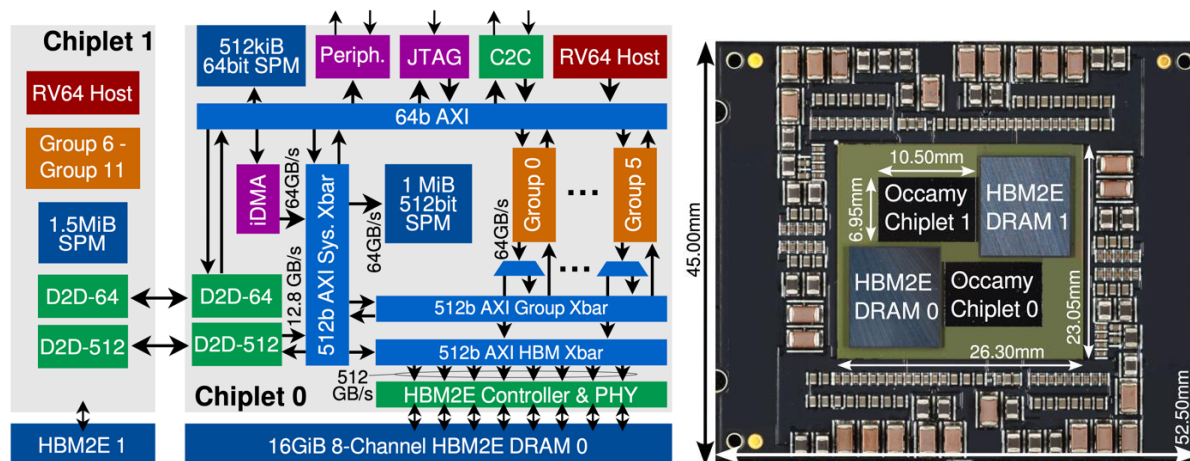 Chiplet 1
RV64 Host
Group 6 -
Group 11
1.5MiB
SPM
D2D-64
D2D-512
HBM2E 1
512kiB
64bit SPM
Periph.
JTAG
C2C
RV64 Host
64b AXI
iDMA
64GB/s
512b AXI Sys. Xbar
64GB/s
1 MiB
512bit
SPM
64GB/s
Group 0
...
Group 5
...
D2D-64
12.8 GB/s
D2D-512
512b AXI Group Xbar
512b AXI HBM Xbar
512
GB/s
Chiplet 0
HBM2E Controller & PHY
16GiB 8-Channel HBM2E DRAM 0
45.00mm
10.50mm
6.95mm
Occamy
Chiplet 1
HBM2E
DRAM 1
HBM2E
DRAM 0
Occamy
Chiplet 0
23.05mm
26.30mm
52.50mm